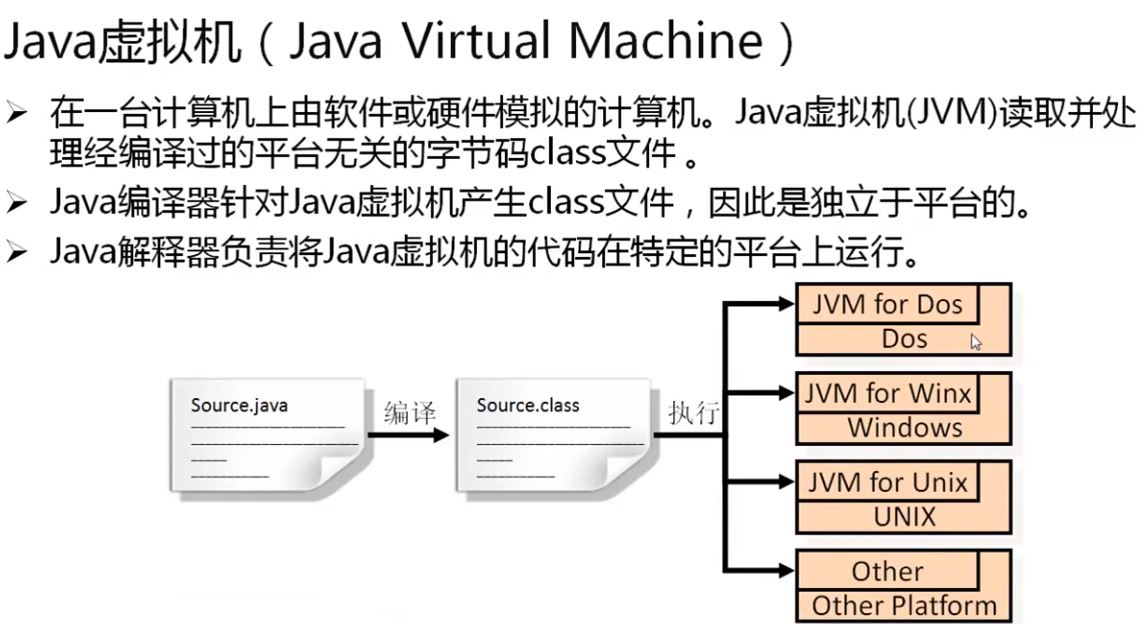 Java虚拟机（Java Virtual Machine）
在一台计算机上由软件或硬件模拟的计算机。Java虚拟机(JVM)读取并处
理经编译过的平台无关的字节码class文件 。
Java编译器针对Java虚拟机产生class文件，因此是独立于平台的。
Java解释器负责将Java虚拟机的代码在特定的平台上运行。
Source.java
编译
Source.class
执行
JVM for Dos
Dos
JVM for Winx
Windows
JVM for Unix
UNIX
Other
Other Platform